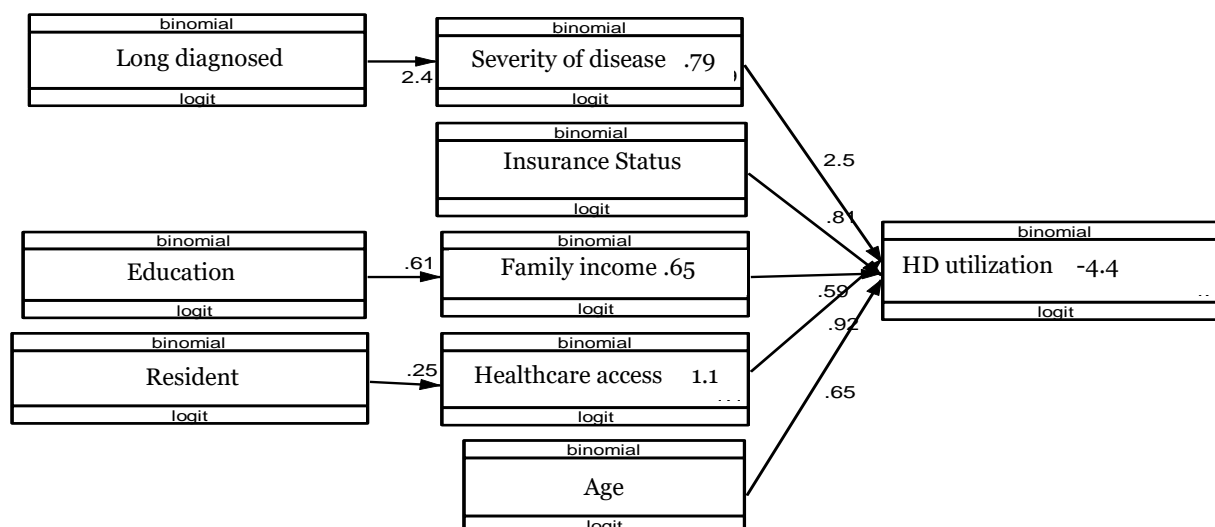 binomial
Long diagnosed
logit
2.4
binomial
Severity of disease .79
logit
binomial
Insurance Status
logit
2.5
.81
binomial
Education
logit
.61
binomial
Family income .65
logit
.59
binomial
HD utilization -4.4
logit
binomial
Resident
logit
.25
binomial
Healthcare access 1.1
logit
.92
.65
binomial
Age
logit